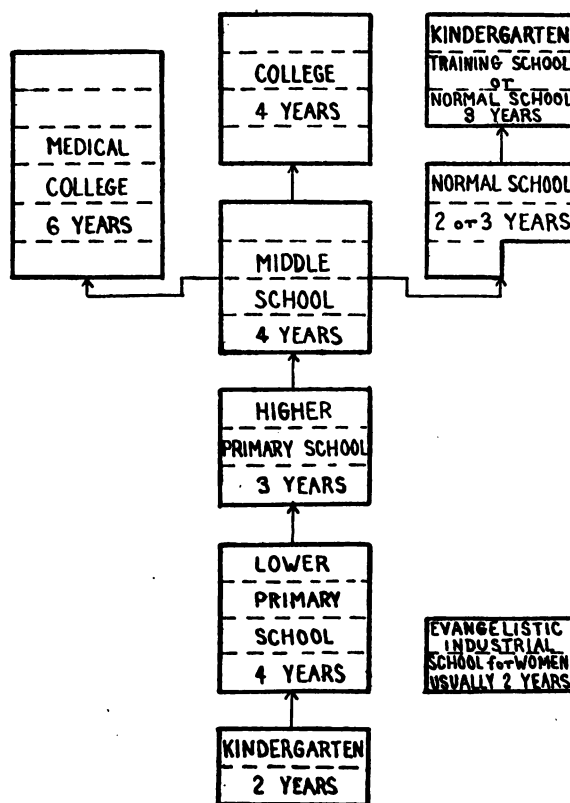 KINDERGARTEN
TRAINING SCHOOL
or
NORMAL SCHOOL
3 YEARS
COLLEGE
4 YEARS
MEDICAL
COLLEGE
6 YEARS
NORMAL SCHOOL
2 or 3 YEARS
MIDDLE
SCHOOL
4 YEARS
HIGHER
PRIMARY SCHOOL
3 YEARS
LOWER
PRIMARY
SCHOOL
4 YEARS
EVANGELISTIC
INDUSTRIAL
SCHOOL for WOMEN
USUALLY 2 YEARS
KINDERGARTEN
2 YEARS